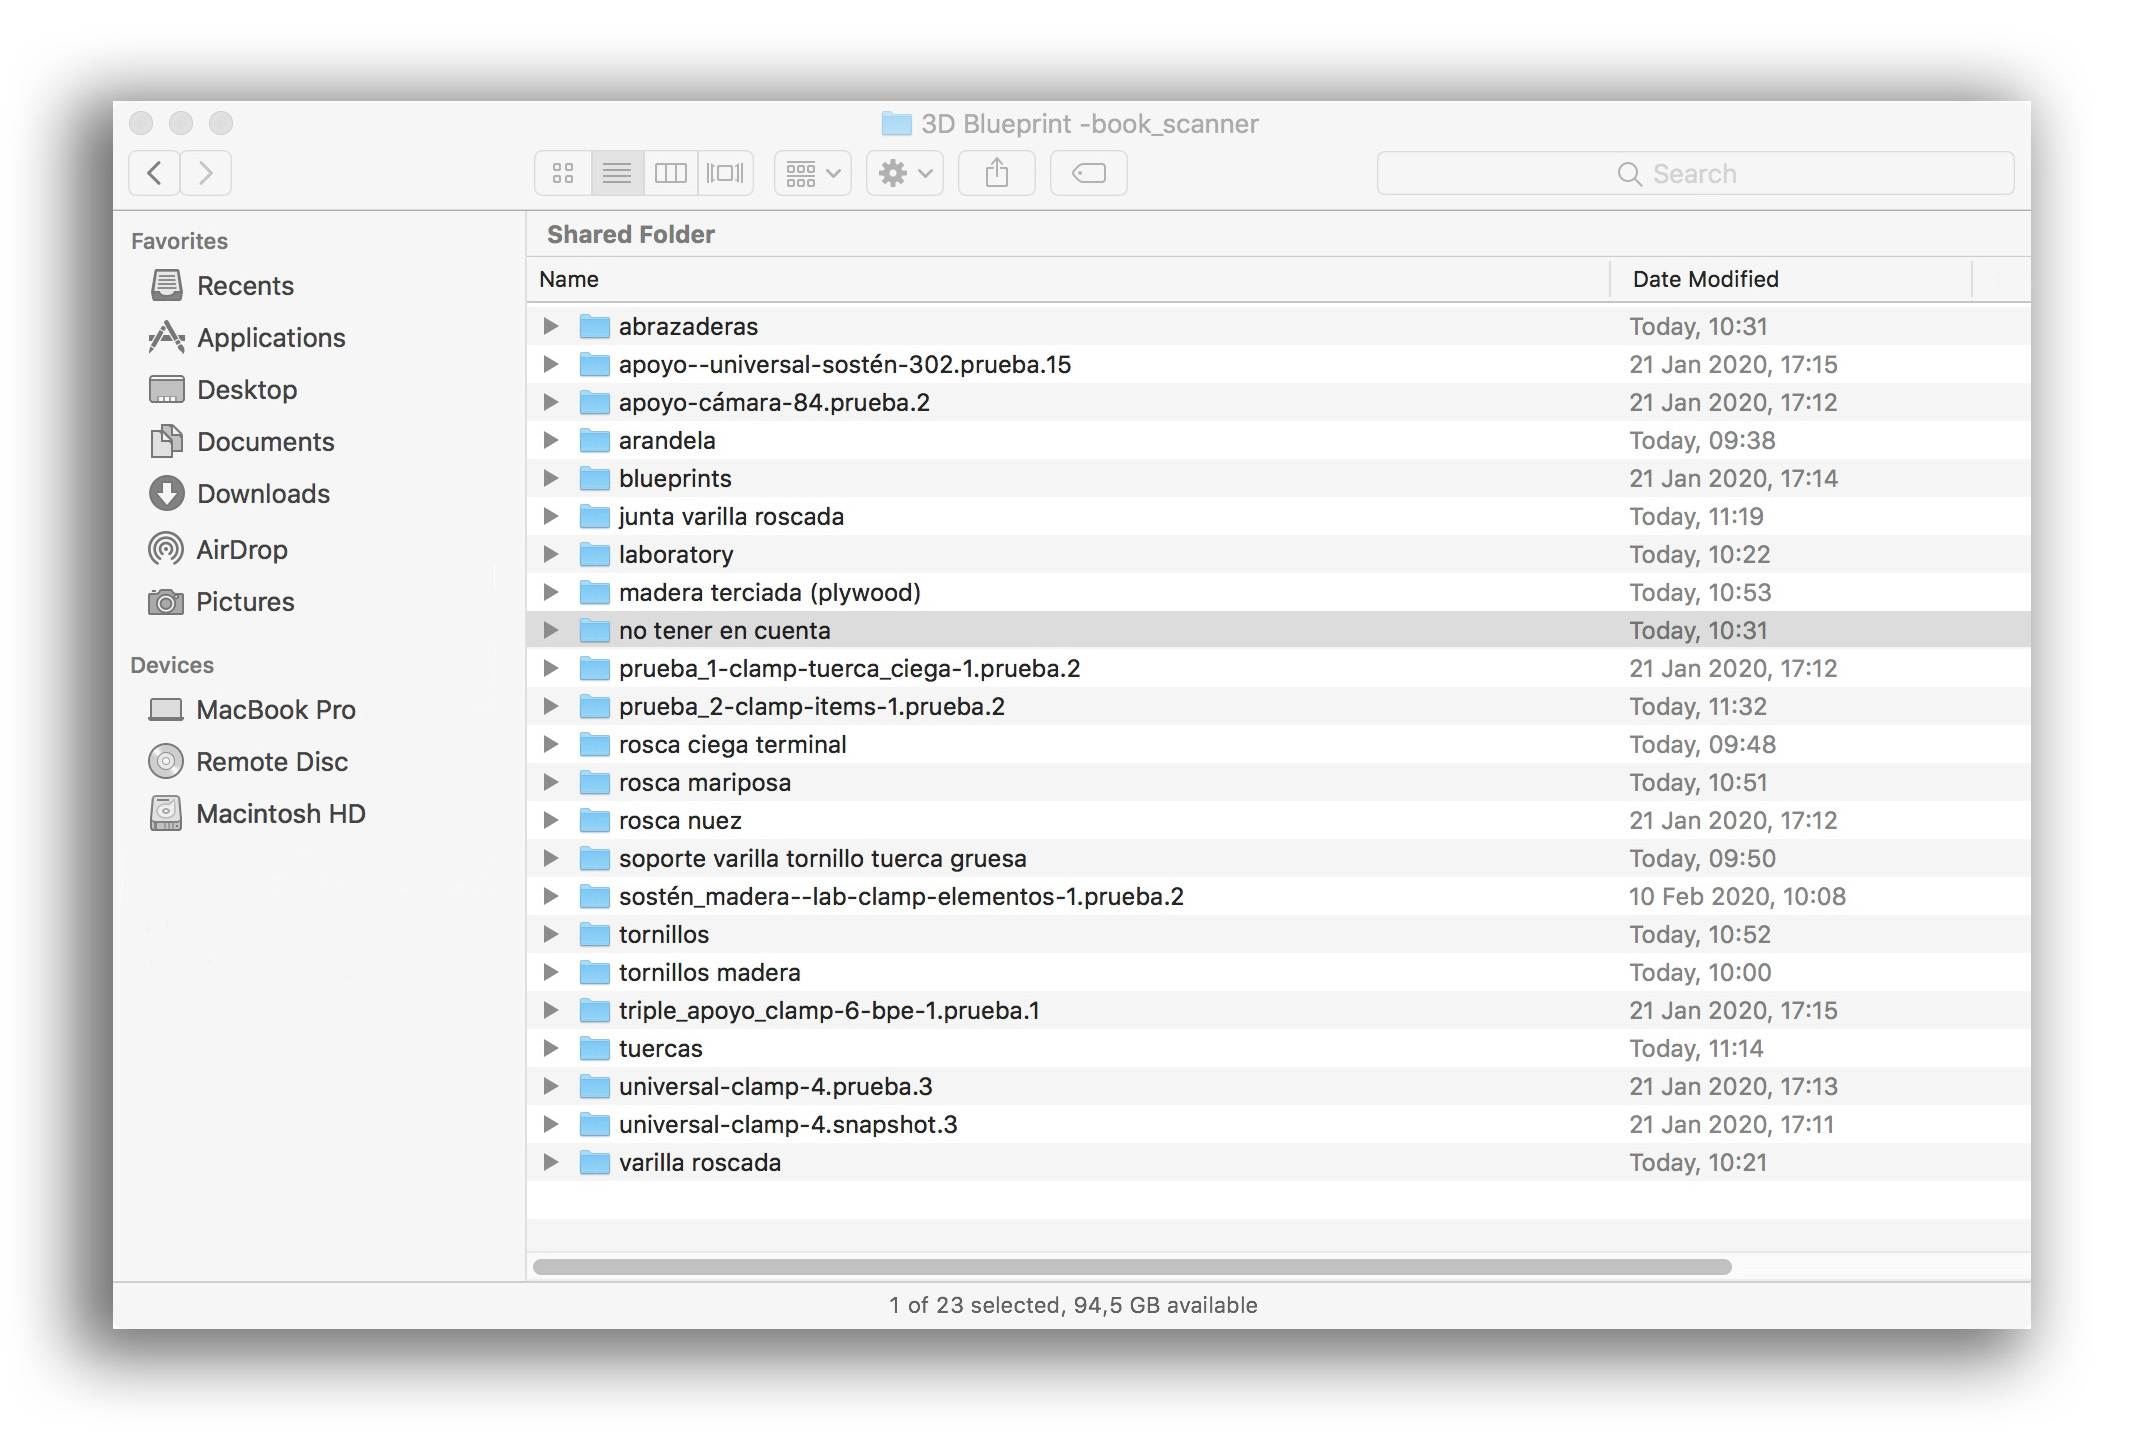 3D Blueprint -book_scanner
Search
Favorites
Recents
Applications
Desktop
Documents
Downloads
AirDrop
Pictures
Devices
MacBook Pro
Remote Disc
Macintosh HD
Shared Folder
Name Date Modified
abrazaderas Today, 10:31
apoyo--universal-sostén-302.prueba.15 21 Jan 2020, 17:15
apoyo-cámara-84.prueba.2 21 Jan 2020, 17:12
arandela Today, 09:38
blueprints 21 Jan 2020, 17:14
junta varilla roscada Today, 11:19
laboratory Today, 10:22
madera terciada (plywood) Today, 10:53
no tener en cuenta Today, 10:31
prueba_1-clamp-tuerca_ciega-1.prueba.2 21 Jan 2020, 17:12
prueba_2-clamp-items-1.prueba.2 Today, 11:32
rosca ciega terminal Today, 09:48
rosca mariposa Today, 10:51
rosca nuez 21 Jan 2020, 17:12
soporte varilla tornillo tuerca gruesa Today, 09:50
sostén_madera--lab-clamp-elementos-1.prueba.2 10 Feb 2020, 10:08
tornillos Today, 10:52
tornillos madera Today, 10:00
triple_apoyo_clamp-6-bpe-1.prueba.1 21 Jan 2020, 17:15
tuercas Today, 11:14
universal-clamp-4.prueba.3 21 Jan 2020, 17:13
universal-clamp-4.snapshot.3 21 Jan 2020, 17:11
varilla roscada Today, 10:21
1 of 23 selected, 94,5 GB available